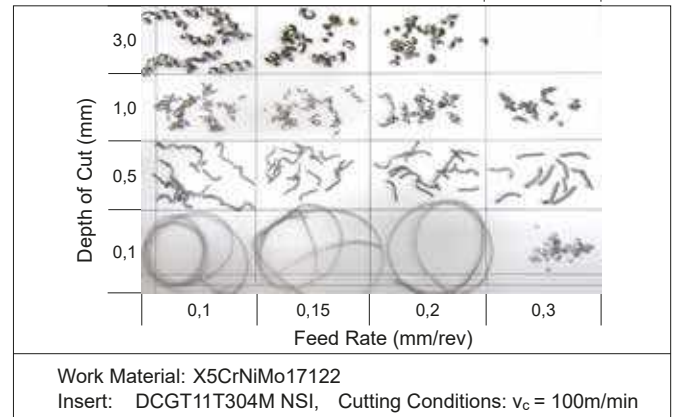 3,0
1,0
0,5
0,1
Depth of Cut (mm)
0,1 0,15 0,2 0,3
Feed Rate (mm/rev)
Work Material: X5CrNiMo17122
Insert: DCGT11T304M NSI, Cutting Conditions: vc = 100m/min